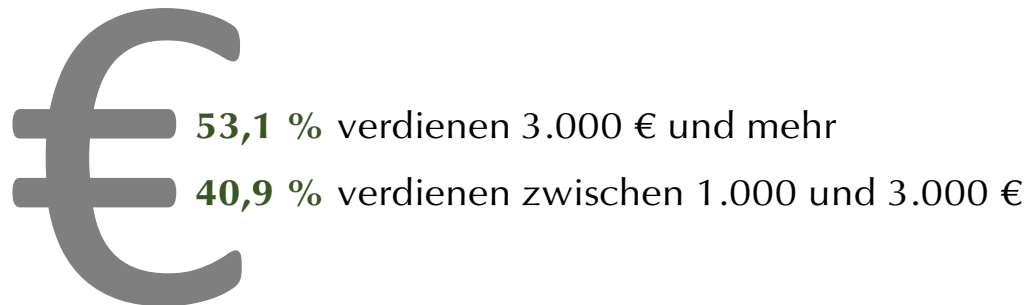 €
53,1 % verdienen 3.000 € und mehr
40,9 % verdienen zwischen 1.000 und 3.000 €